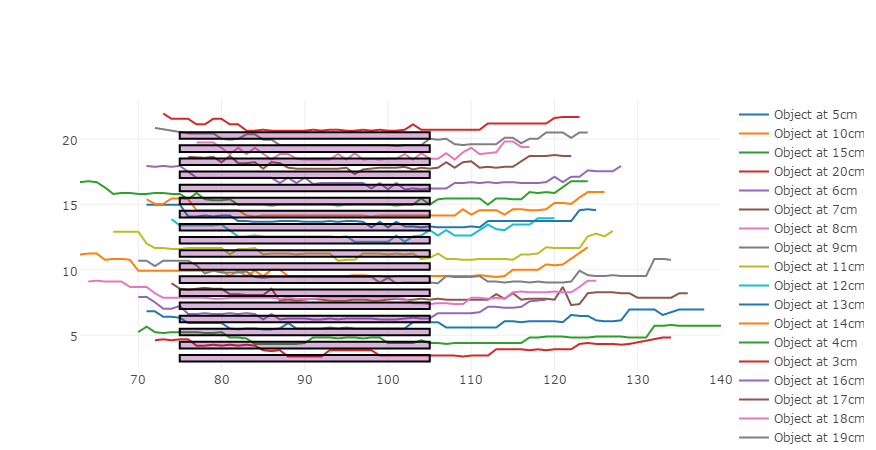 20
15
10
5
70 80 90 100 110 120 130 140
Object at 5cm
Object at 10cm
Object at 15cm
Object at 20cm
Object at 6cm
Object at 7cm
Object at 8cm
Object at 9cm
Object at 11cm
Object at 12cm
Object at 13cm
Object at 14cm
Object at 4cm
Object at 3cm
Object at 16cm
Object at 17cm
Object at 18cm
Object at 19cm